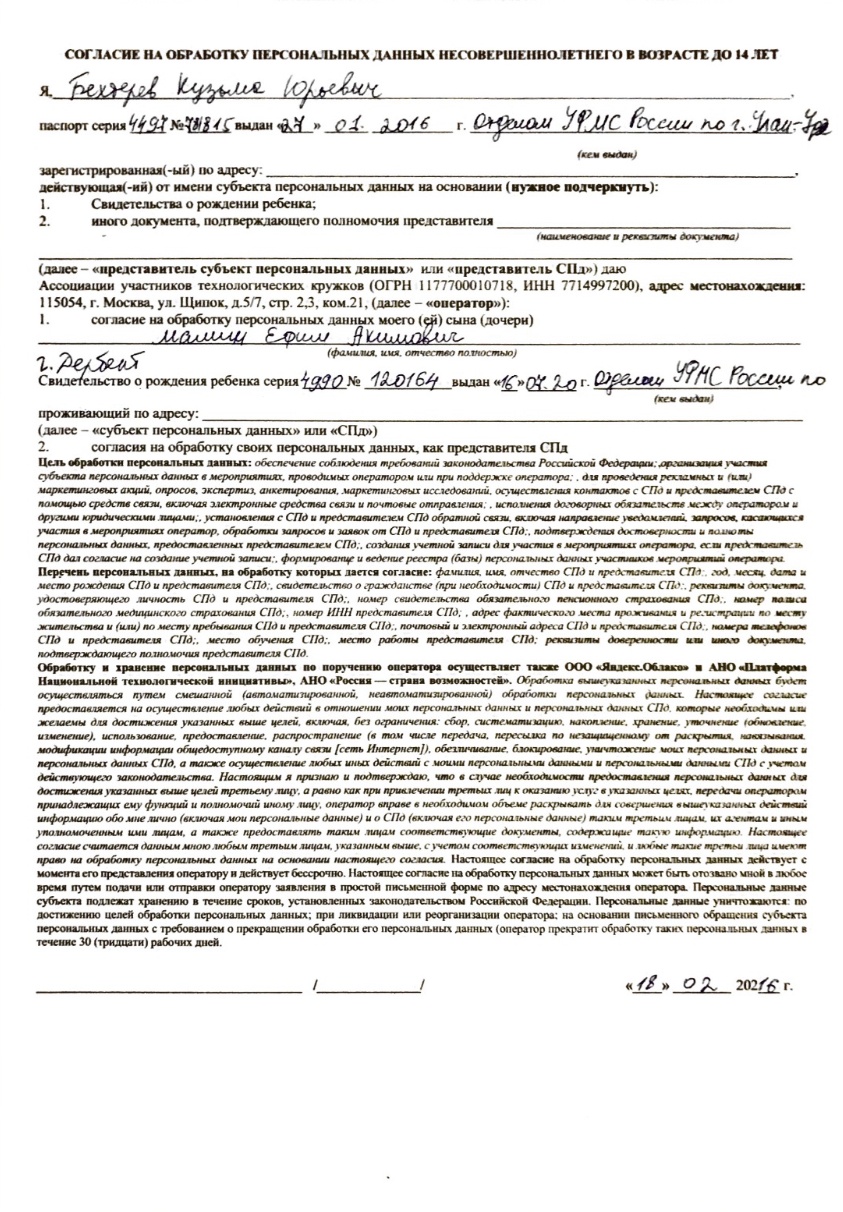 СОГЛАСИЕ НА ОБРАБОТКУ ПЕРСОНАЛЬНЫХ ДАННЫХ НЕСОВЕРШЕННОЛЕТНЕГО В ВОЗРАСТЕ ДО 14 ЛЕТ
Я, Бехтерев Кузьма Юрьевич,
паспорт серия 4497 № выдан «27» 01. 2016 г. Отделом УРМС России по г. Улан-Удэ
(кем выдан)
зарегистрированная(-ый) по адресу:
действующая(-ий) от имени субъекта персональных данных на основании (нужное подчеркнуть):
1. Свидетельства о рождении ребенка;
2. иного документа, подтверждающего полномочия представителя
(наименование и реквизиты документа)
(далее – «представитель субъект персональных данных» или «представитель СПд») даю
Ассоциации участников технологических кружков (ОГРН 1177700010718, ИНН 7714997200), адрес местонахождения:
115054, г. Москва, ул. Щипок, д.5/7, стр. 2,3, ком.21, (далее – «оператор»):
1. согласие на обработку персональных данных моего (ей) сына (дочери)
Малин Ефим Акимович
(фамилия, имя, отчество полностью)
г. Дербент
Свидетельство о рождения ребенка серия 4990 № 120164 выдан «16» 07.20 г. Отделом УРМС России по
(кем выдан)
проживающий по адресу:
(далее – «субъект персональных данных» или «СПд»)
2. согласия на обработку своих персональных данных, как представителя СПд
Цель обработки персональных данных: обеспечение соблюдения требований законодательства Российской Федерации; ,организация участия
субъекта персональных данных в мероприятиях, проводимых оператором или при поддержке оператора; , для проведения рекламных и (или)
маркетинговых акций, опросов, экспертиз, анкетирования, маркетинговых исследований, осуществления контактов с СПд и представителем СПд с
помощью средств связи, включая электронные средства связи и почтовые отправления; , исполнения договорных обязательств между оператором и
другими юридическими лицами;, установления с СПд и представителем СПд обратной связи, включая направление уведомлений, запросов, касающихся
участия в мероприятиях оператор, обработки запросов и заявок от СПд и представителя СПд;, подтверждения достоверности и полноты
персональных данных, предоставленных представителем СПд;, создания учетной записи для участия в мероприятиях оператора, если представитель
СПд дал согласие на создание учетной записи;, формирование и ведение реестра (базы) персональных данных участников мероприятий оператора.
Перечень персональных данных, на обработку которых дается согласие: фамилия, имя, отчество СПд и представителя СПд;, год, месяц, дата и
место рождения СПд и представителя СПд;, свидетельство о гражданстве (при необходимости) СПд и представителя СПд;, реквизиты документа,
удостоверяющего личность СПд и представителя СПд;, номер свидетельства обязательного пенсионного страхования СПд;, номер полиса
обязательного медицинского страхования СПд;, номер ИНН представителя СПд; , адрес фактического места проживания и регистрации по месту
жительства и (или) по месту пребывания СПд и представителя СПд;, почтовый и электронный адреса СПд и представителя СПд;, номера телефонов
СПд и представителя СПд;, место обучения СПд;, место работы представителя СПд; реквизиты доверенности или иного документа,
подтверждающего полномочия представителя СПд.
Обработку и хранение персональных данных по поручению оператора осуществляет также ООО «Яндекс.Облако» и АНО «Платформа
Национальной технологической инициативы», АНО «Россия — страна возможностей». Обработка вышеуказанных персональных данных будет
осуществляться путем смешанной (автоматизированной, неавтоматизированной) обработки персональных данных. Настоящее согласие
предоставляется на осуществление любых действий в отношении моих персональных данных и персональных данных СПд, которые необходимы или
желаемы для достижения указанных выше целей, включая, без ограничения: сбор, систематизацию, накопление, хранение, уточнение (обновление,
изменение), использование, предоставление, распространение (в том числе передача, пересылка по незащищенному от раскрытия, навязывания,
модификации информации общедоступному каналу связи [сеть Интернет]), обезличивание, блокирование, уничтожение моих персональных данных и
персональных данных СПд, а также осуществление любых иных действий с моими персональными данными и персональными данными СПд с учетом
действующего законодательства. Настоящим я признаю и подтверждаю, что в случае необходимости предоставления персональных данных для
достижения указанных выше целей третьему лицу, а равно как при привлечении третьих лиц к оказанию услуг в указанных целях, передачи оператором
принадлежащих ему функций и полномочий иному лицу, оператор вправе в необходимом объеме раскрывать для совершения вышеуказанных действий
информацию обо мне лично (включая мои персональные данные) и о СПд (включая его персональные данные) таким третьим лицам, их агентам и иным
уполномоченным ими лицам, а также предоставлять таким лицам соответствующие документы, содержащие такую информацию. Настоящее
согласие считается данным мною любым третьим лицам, указанным выше, с учетом соответствующих изменений, и любые такие третьи лица имеют
право на обработку персональных данных на основании настоящего согласия. Настоящее согласие на обработку персональных данных действует с
момента его представления оператору и действует бессрочно. Настоящее согласие на обработку персональных данных может быть отозвано мной в любое
время путем подачи или отправки оператору заявления в простой письменной форме по адресу местонахождения оператора. Персональные данные
субъекта подлежат хранению в течение сроков, установленных законодательством Российской Федерации. Персональные данные уничтожаются: по
достижению целей обработки персональных данных; при ликвидации или реорганизации оператора; на основании письменного обращения субъекта
персональных данных с требованием о прекращении обработки его персональных данных (оператор прекратит обработку таких персональных данных в
течение 30 (тридцати) рабочих дней.
/ / «18» 02 20216 г.